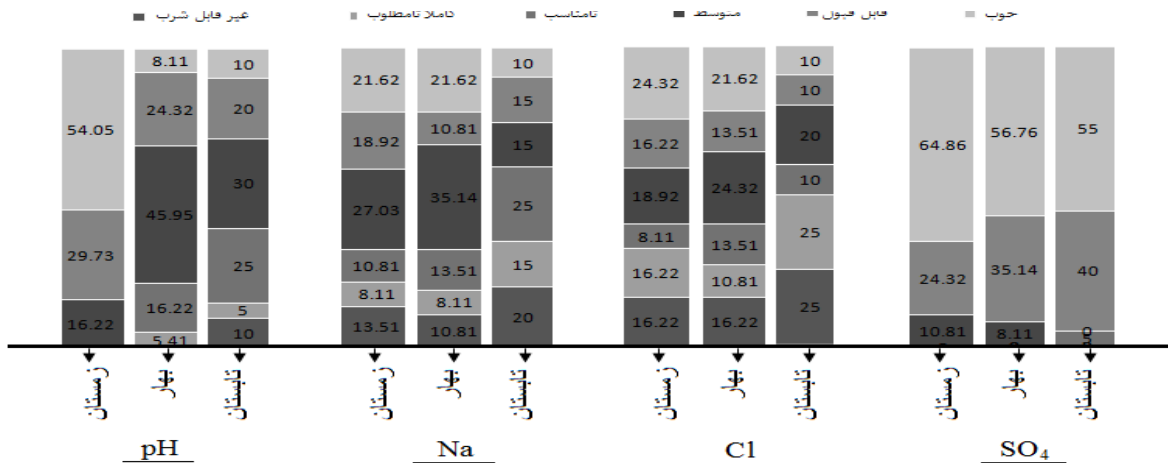 خوب قابل قبول متوسط نامناسب کاملا نامطلوب غیر قابل شرب
54.05 8.11 10 21.62 21.62 10 24.32 21.62 10 64.86 56.76 55
29.73 24.32 20 18.92 10.81 15 16.22 13.51 10 24.32 35.14 40
16.22 45.95 30 27.03 35.14 15 18.92 24.32 20 10.81 8.11 0
16.22 25 10.81 13.51 25 8.11 13.51 10
5.41 5 8.11 8.11 15 16.22 10.81 25
10 13.51 10.81 20 16.22 16.22 25
زمستان بهار تابستان زمستان بهار تابستان زمستان بهار تابستان زمستان بهار تابستان
pH Na Cl SO₄